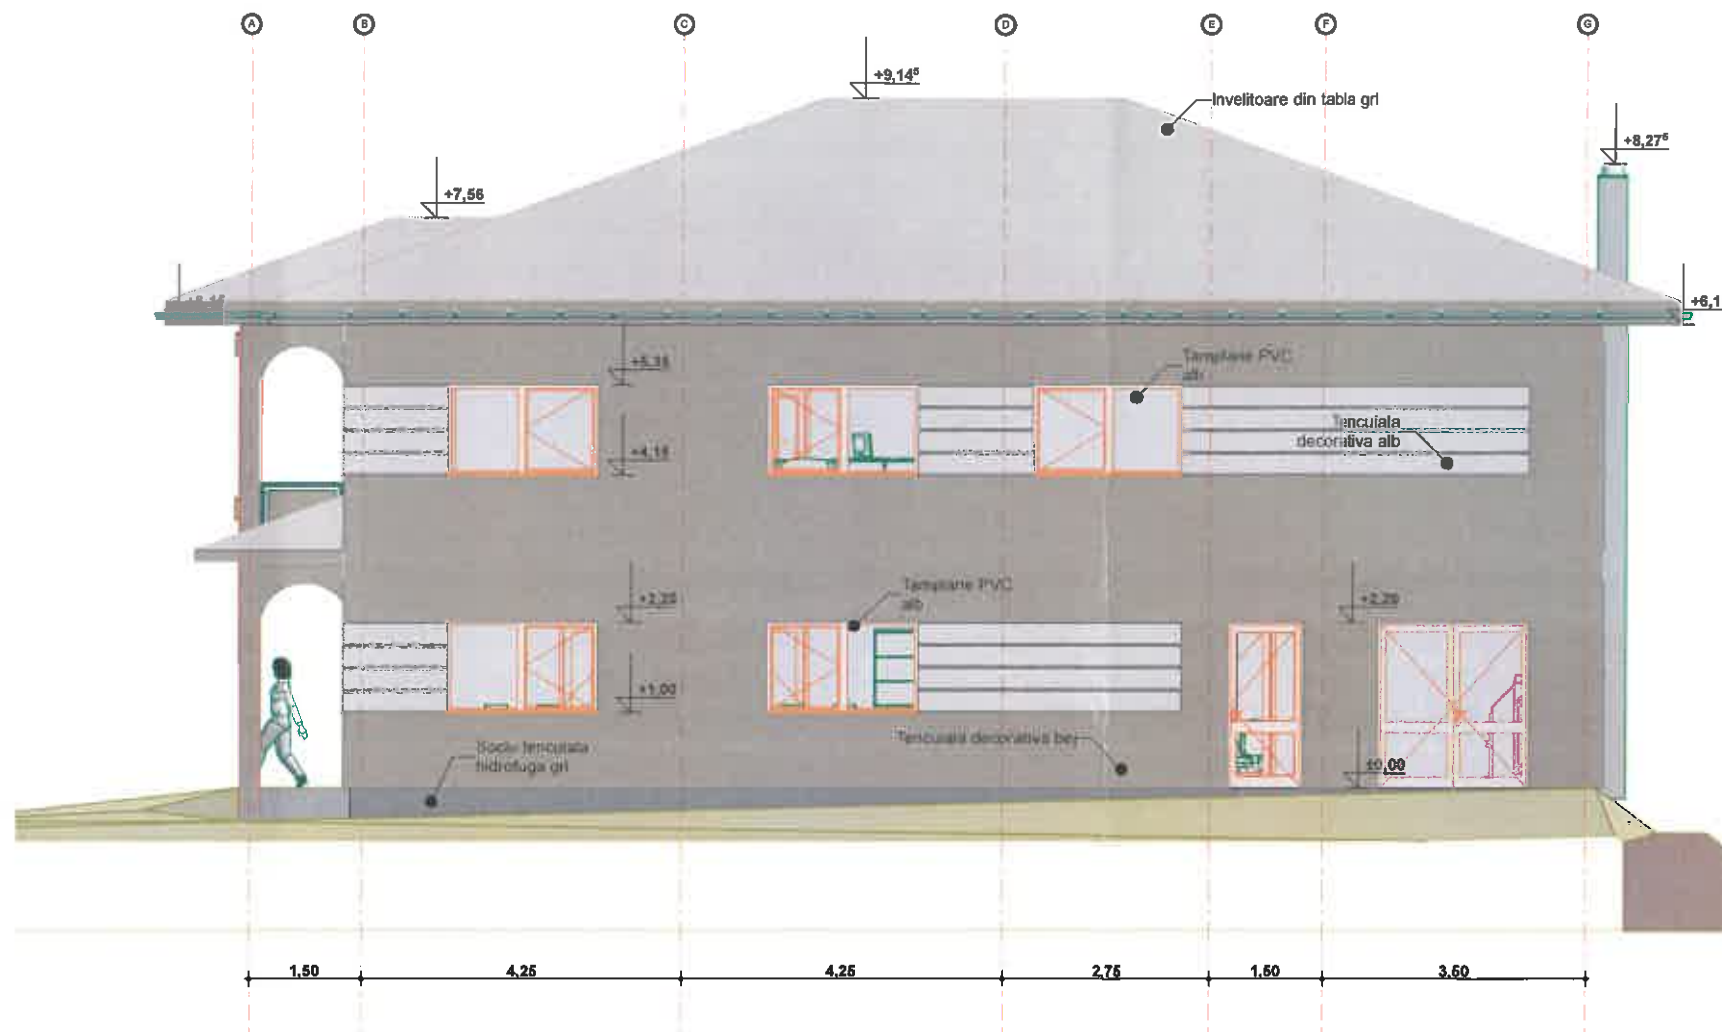 A B C D E F G
+9,14⁵
Invelitoare din tabla gri
+8,27⁵
+7,56
+6,1
+5,35
Tamplarie PVC
alb
Tencuiala
decorativa alb
+4,15
Tamplarie PVC
alb
+2,20
+2,20
+1,00
Soclu tencuiala
hidrofuga gri
Tencuiala decorativa bej
±0,00
1,50 4,25 4,25 2,75 1,50 3,50